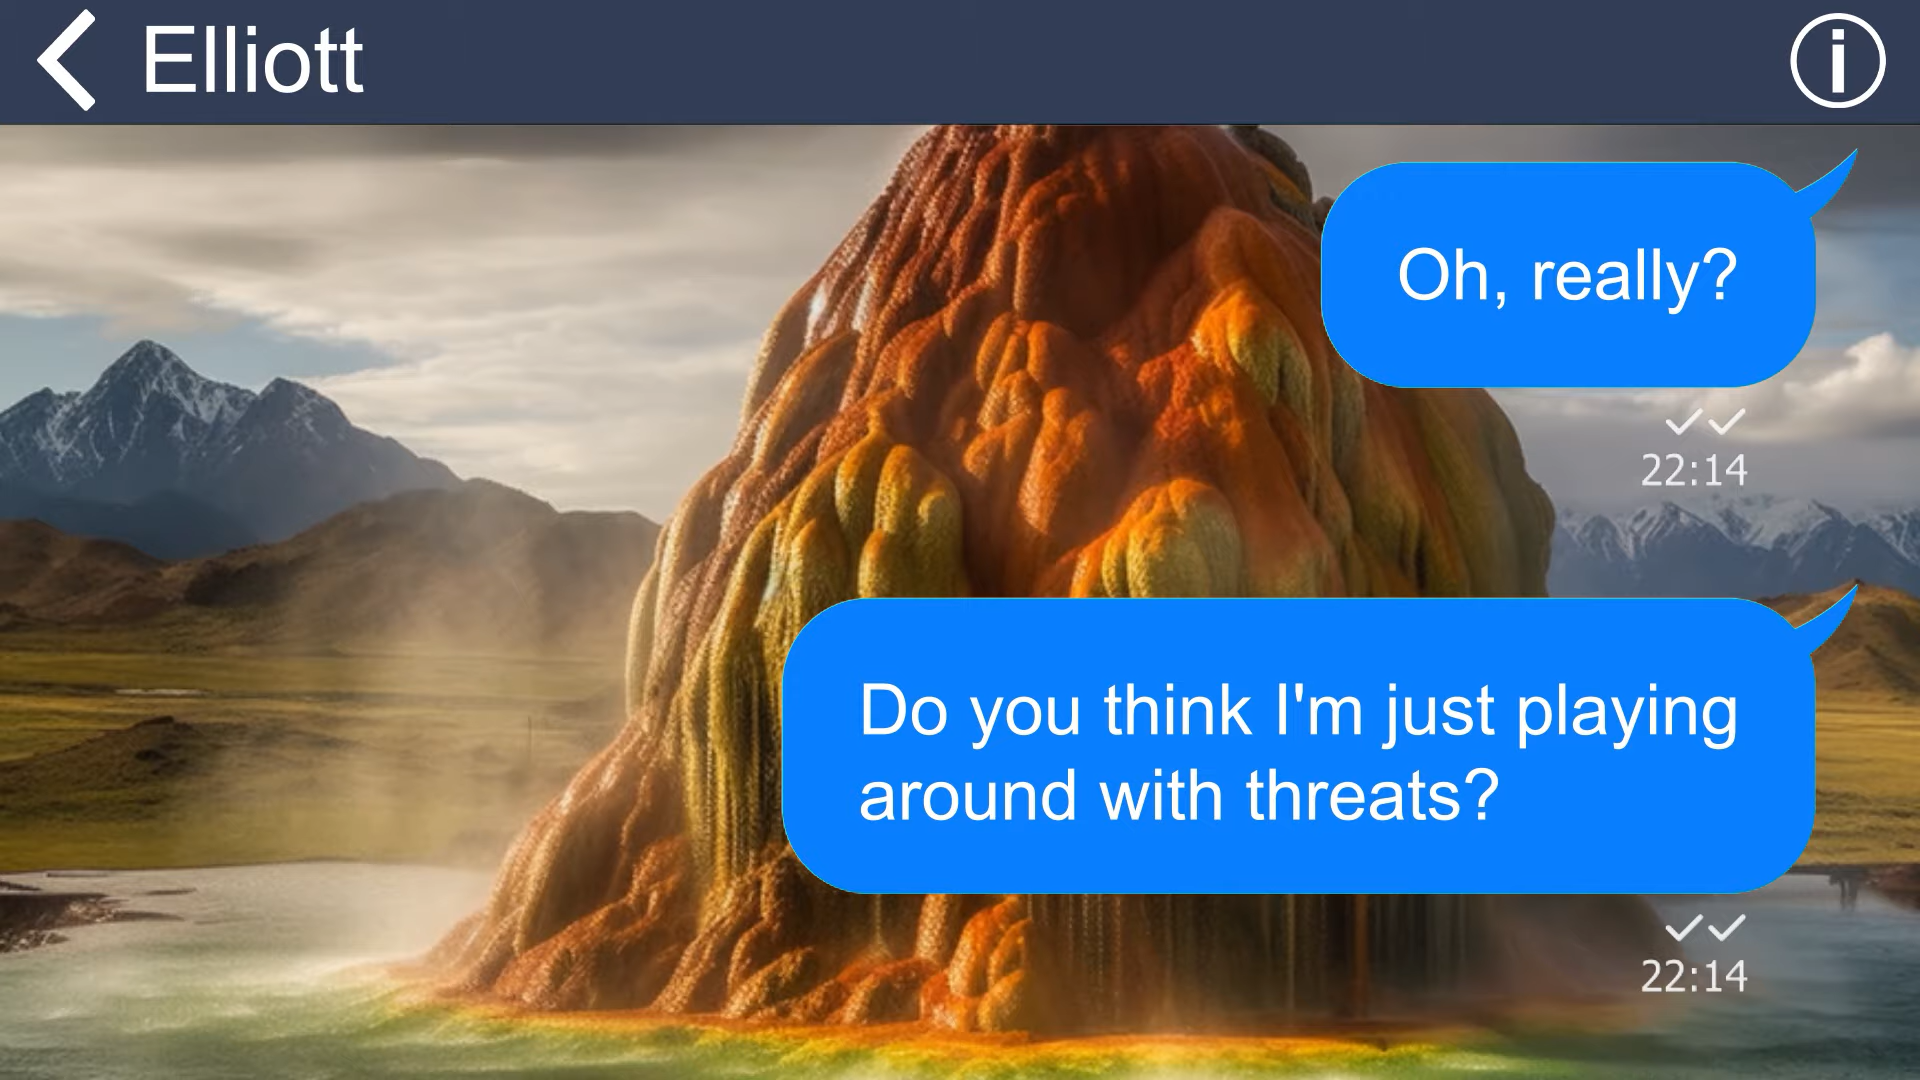 Elliott
Oh, really?
22:14
Do you think I'm just playing
around with threats?
22:14